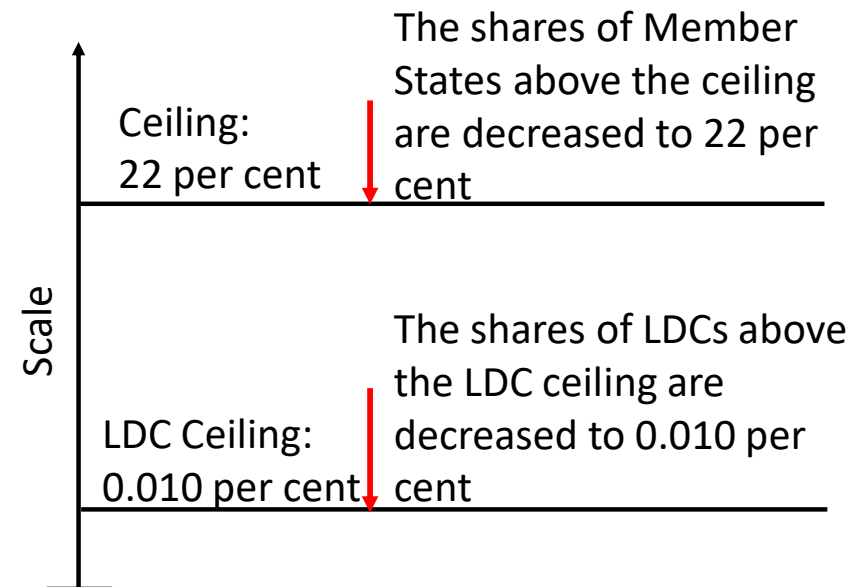 The shares of Member
States above the ceiling
are decreased to 22 per
cent
Ceiling:
22 per cent
Scale
The shares of LDCs above
the LDC ceiling are
decreased to 0.010 per
cent
LDC Ceiling:
0.010 per cent